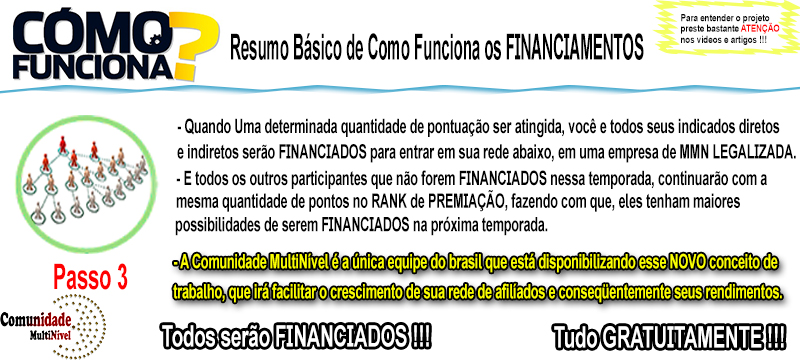 CÓMO
FUNCIONA?
Resumo Básico de Como Funciona os FINANCIAMENTOS
Para entender o projeto
preste bastante ATENÇÃO
nos videos e artigos !!!
- Quando Uma determinada quantidade de pontuação ser atingida, você e todos seus indicados diretos
e indiretos serão FINANCIADOS para entrar em sua rede abaixo, em uma empresa de MMN LEGALIZADA.
- E todos os outros participantes que não forem FINANCIADOS nessa temporada, continuarão com a
mesma quantidade de pontos no RANK de PREMIAÇÃO, fazendo com que, eles tenham maiores
possibilidades de serem FINANCIADOS na próxima temporada.
- A Comunidade MultiNível é a única equipe do brasil que está disponibilizando esse NOVO conceito de
trabalho, que irá facilitar o crescimento de sua rede de afiliados e conseqüentemente seus rendimentos.
Passo 3
Comunidade
MultiNível
Todos serão FINANCIADOS !!!
Tudo GRATUITAMENTE !!!